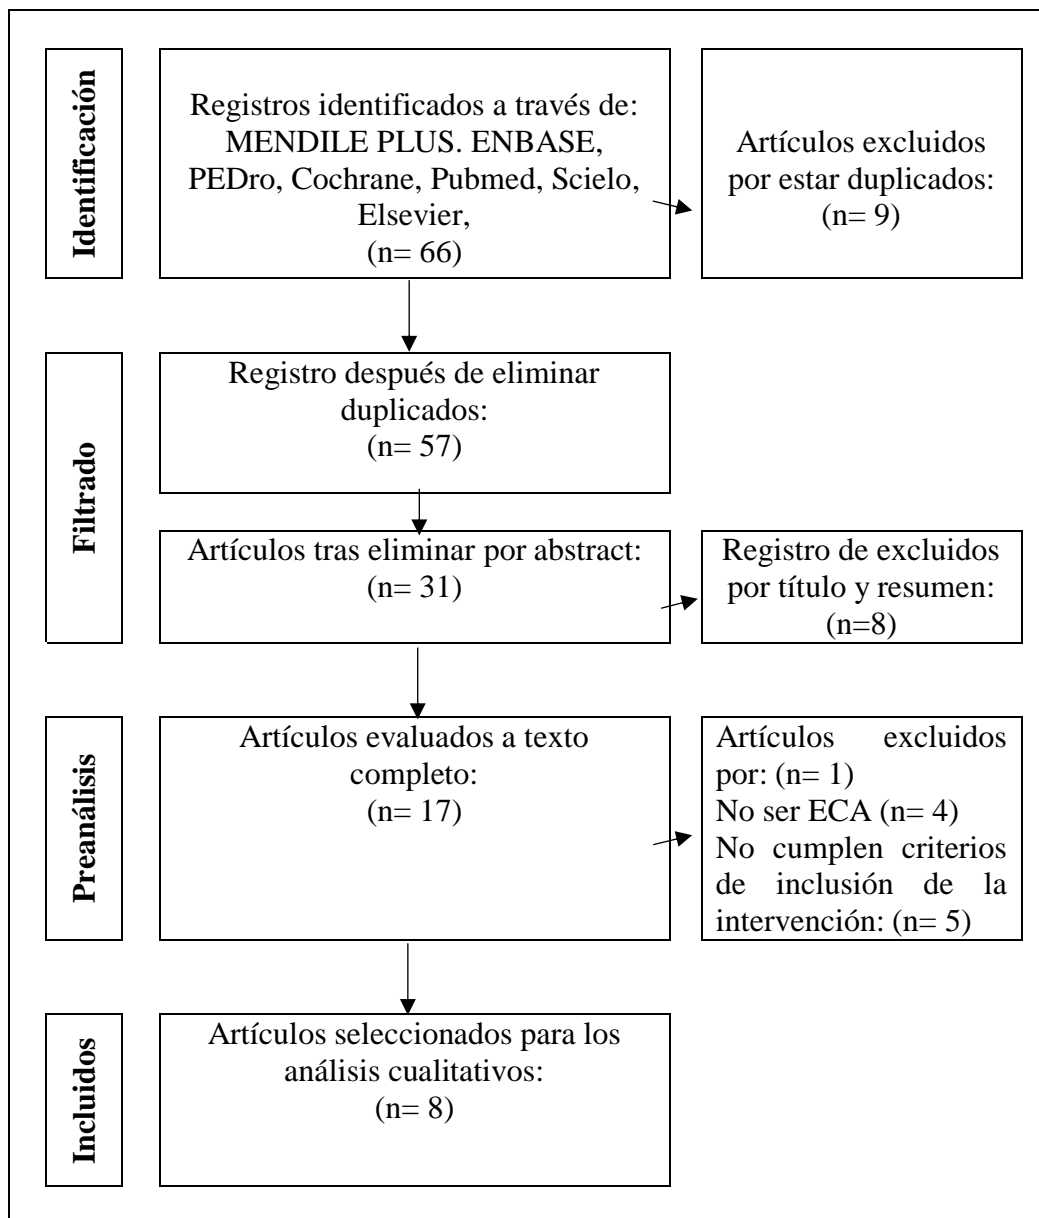 Identificación
Registros identificados a través de:
MENDILE PLUS. ENBASE,
PEDro, Cochrane, Pubmed, Scielo,
Elsevier,
(n= 66)
Artículos excluidos
por estar duplicados:
(n= 9)
Filtrado
Registro después de eliminar
duplicados:
(n= 57)
Artículos tras eliminar por abstract:
(n= 31)
Registro de excluidos
por título y resumen:
(n=8)
Preanálisis
Artículos evaluados a texto
completo:
(n= 17)
Artículos excluidos
por: (n= 1)
No ser ECA (n= 4)
No cumplen criterios
de inclusión de la
intervención: (n= 5)
Incluidos
Artículos seleccionados para los
análisis cualitativos:
(n= 8)